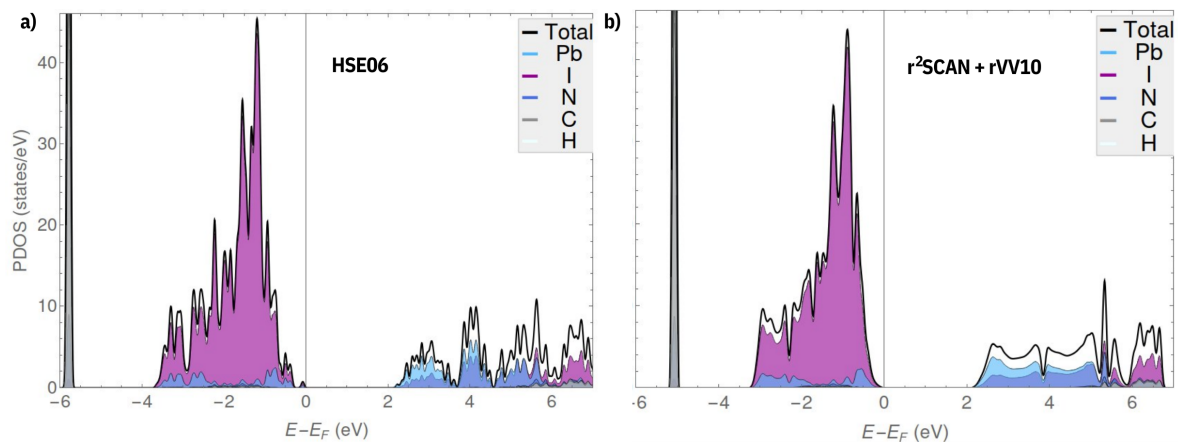 a)
HSE06
Total
Pb
I
N
C
H
PDOS (states/eV)
40
30
20
10
0
−6
−4
−2
0
2
4
6
E−E_F (eV)
b)
r²SCAN + rVV10
Total
Pb
I
N
C
H
−6
−4
−2
0
2
4
6
E−E_F (eV)